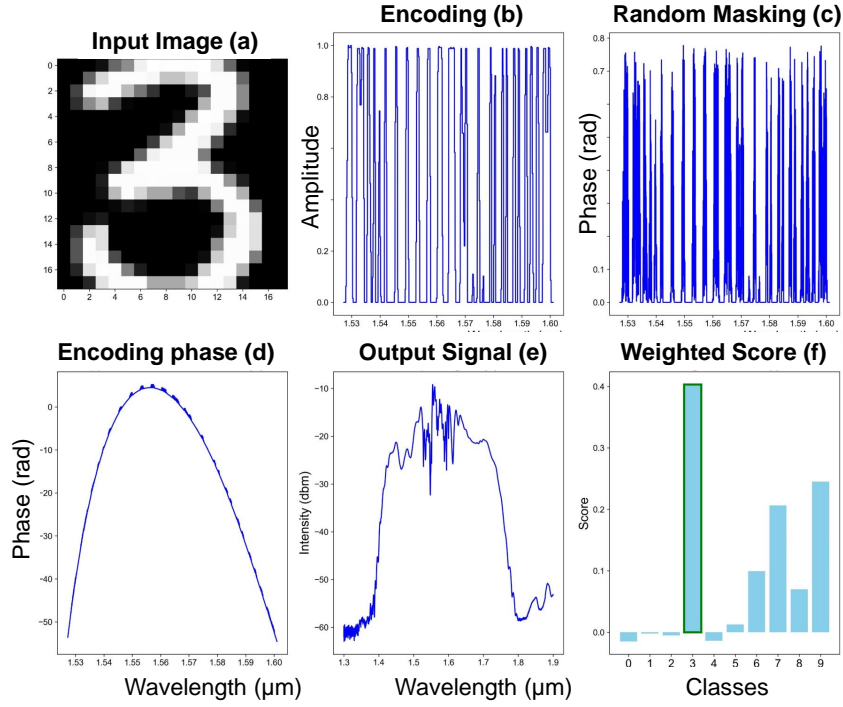 Input Image (a)
0
2
4
6
8
10
12
14
16
0 2 4 6 8 10 12 14 16
Encoding (b)
Amplitude
1.0
0.8
0.4
0.2
0.0
1.53 1.54 1.55 1.56 1.57 1.58 1.59 1.60
Random Masking (c)
Phase (rad)
0.8
0.7
0.4
0.3
0.1
0.0
1.53 1.54 1.55 1.56 1.57 1.58 1.59 1.60
Encoding phase (d)
Phase (rad)
0
-10
-20
-30
-40
-50
1.53 1.54 1.55 1.56 1.57 1.58 1.59 1.60
Wavelength (μm)
Output Signal (e)
Intensity (dbm)
−10
−20
−30
−40
−50
−60
1.3 1.4 1.5 1.6 1.7 1.8 1.9
Wavelength (μm)
Weighted Score (f)
Score
0.4
0.3
0.2
0.1
0.0
0 1 2 3 4 5 6 7 8 9
Classes